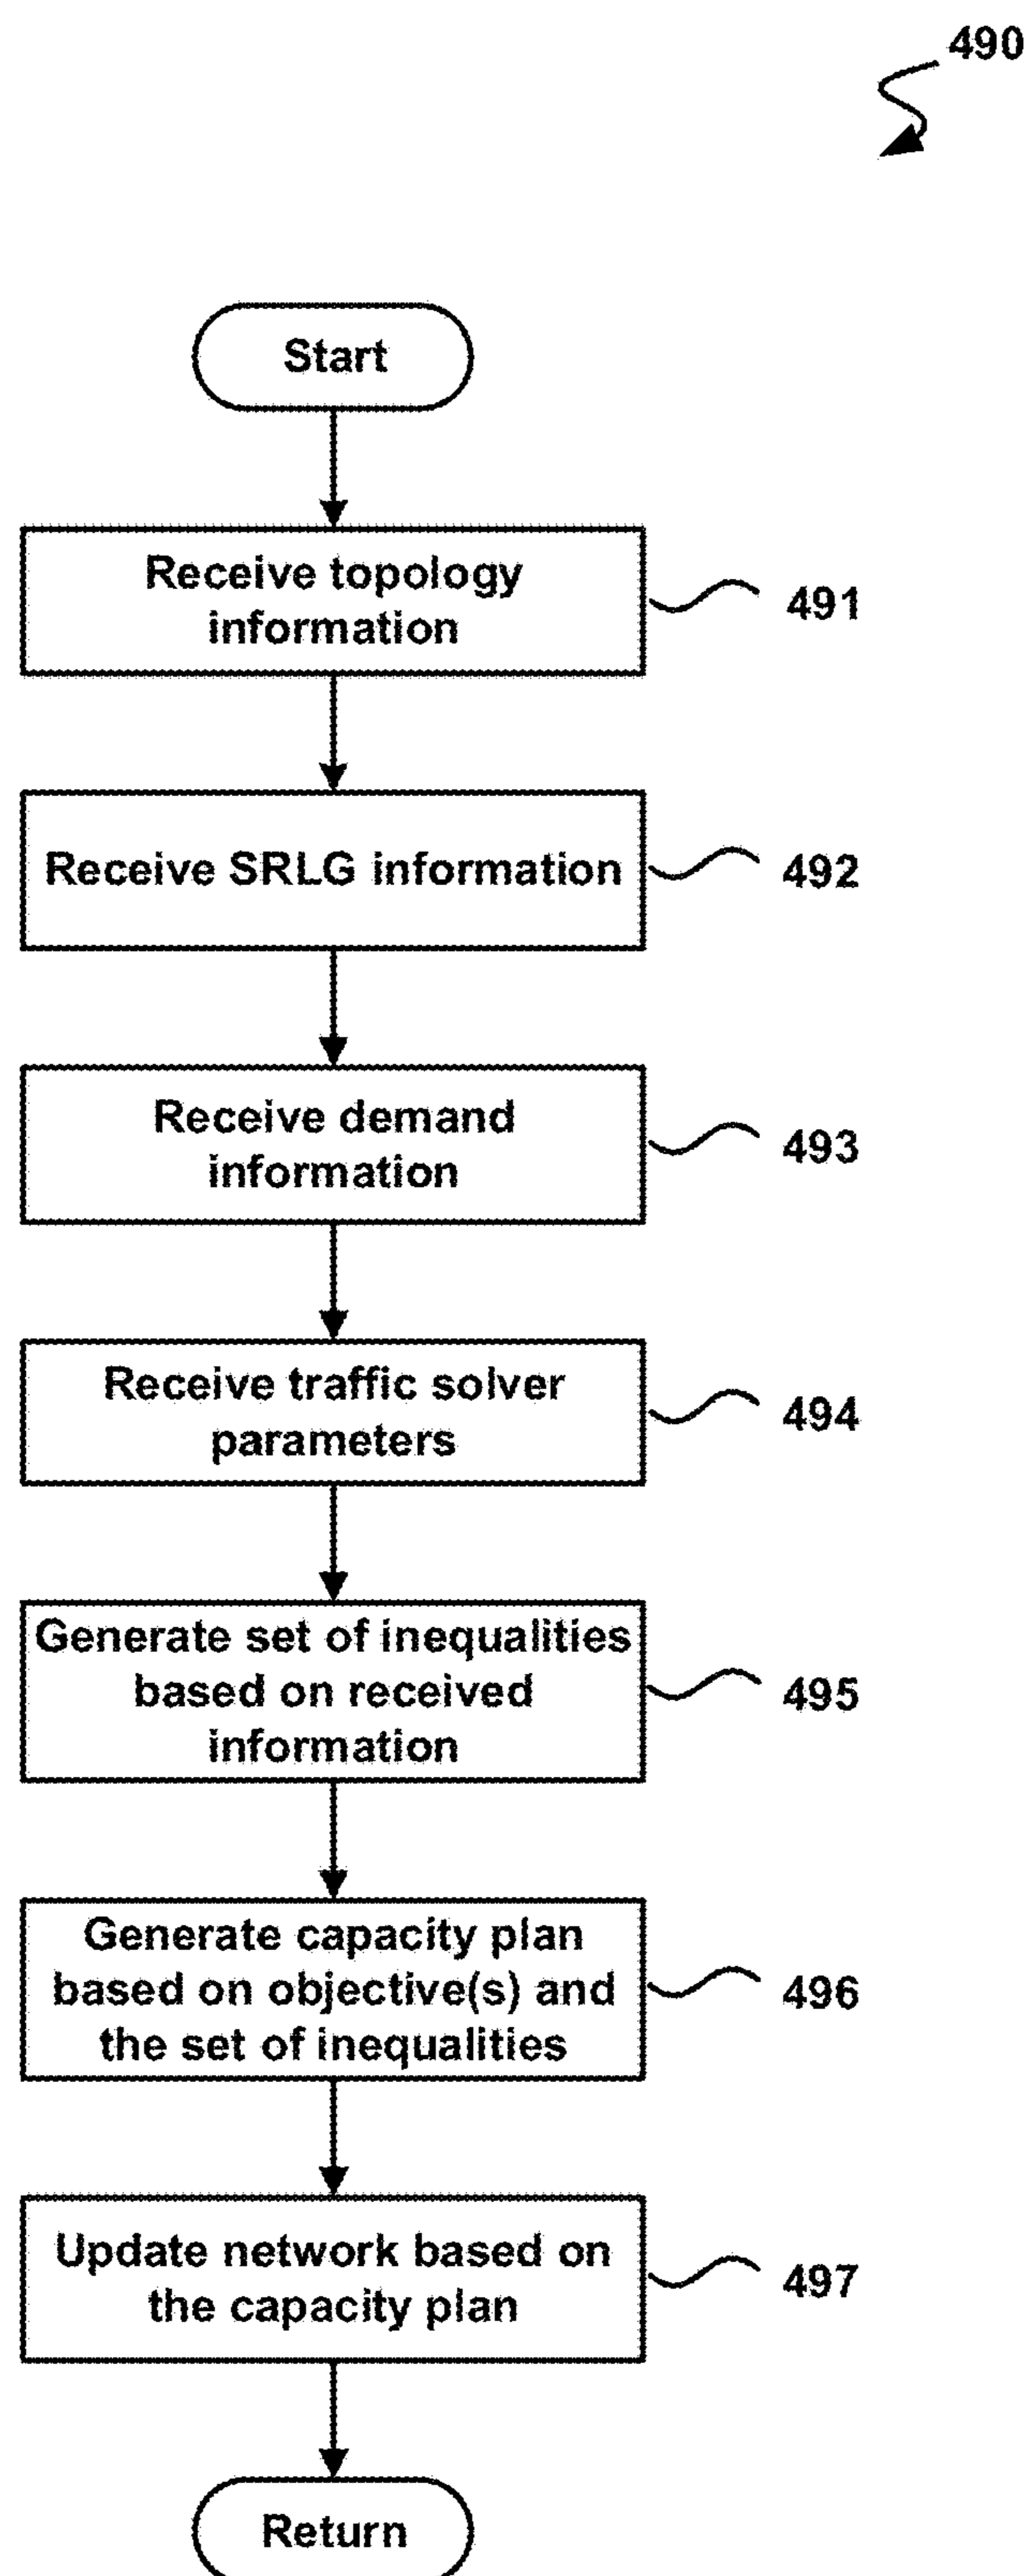 490
Start
Receive topology
information
491
Receive SRLG information
492
Receive demand
information
493
Receive traffic solver
parameters
494
Generate set of inequalities
based on received
information
495
Generate capacity plan
based on objective(s) and
the set of inequalities
496
Update network based on
the capacity plan
497
Return